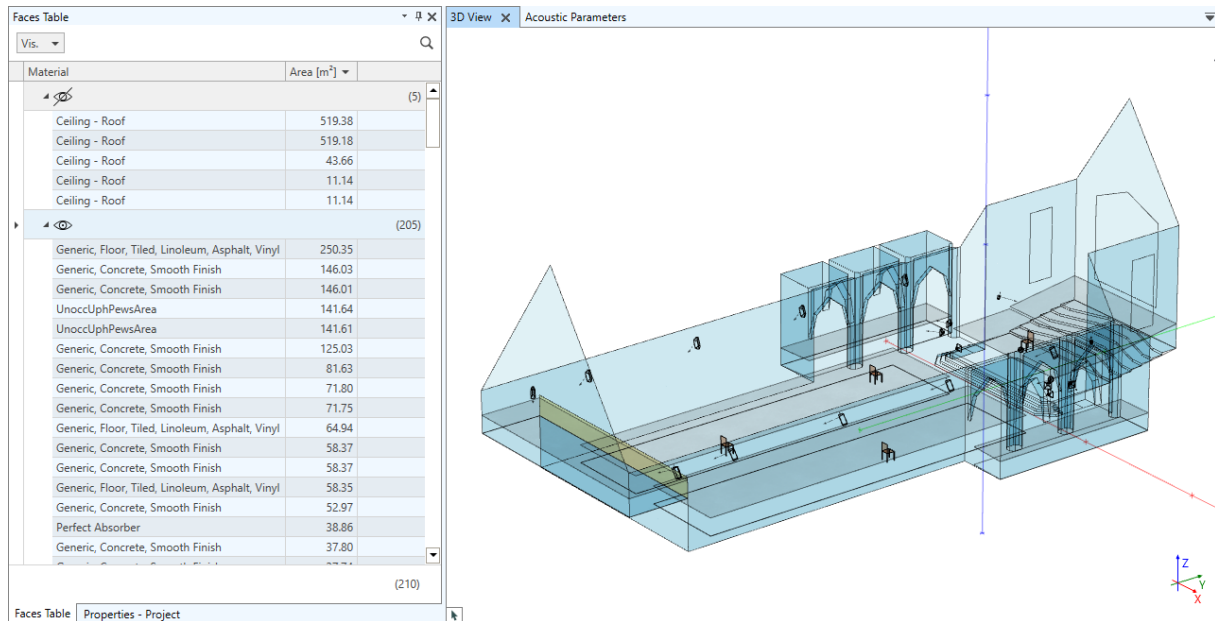 Faces Table
Vis.
Material Area [m²]
(5)
Ceiling - Roof 519.38
Ceiling - Roof 519.18
Ceiling - Roof 43.66
Ceiling - Roof 11.14
Ceiling - Roof 11.14
(205)
Generic, Floor, Tiled, Linoleum, Asphalt, Vinyl 250.35
Generic, Concrete, Smooth Finish 146.03
Generic, Concrete, Smooth Finish 146.01
UnoccUphPewsArea 141.64
UnoccUphPewsArea 141.61
Generic, Concrete, Smooth Finish 125.03
Generic, Concrete, Smooth Finish 81.63
Generic, Concrete, Smooth Finish 71.80
Generic, Concrete, Smooth Finish 71.75
Generic, Floor, Tiled, Linoleum, Asphalt, Vinyl 64.94
Generic, Concrete, Smooth Finish 58.37
Generic, Concrete, Smooth Finish 58.37
Generic, Floor, Tiled, Linoleum, Asphalt, Vinyl 58.35
Generic, Concrete, Smooth Finish 52.97
Perfect Absorber 38.86
Generic, Concrete, Smooth Finish 37.80
(210)
Faces Table Properties - Project
3D View Acoustic Parameters
Z
Y
X